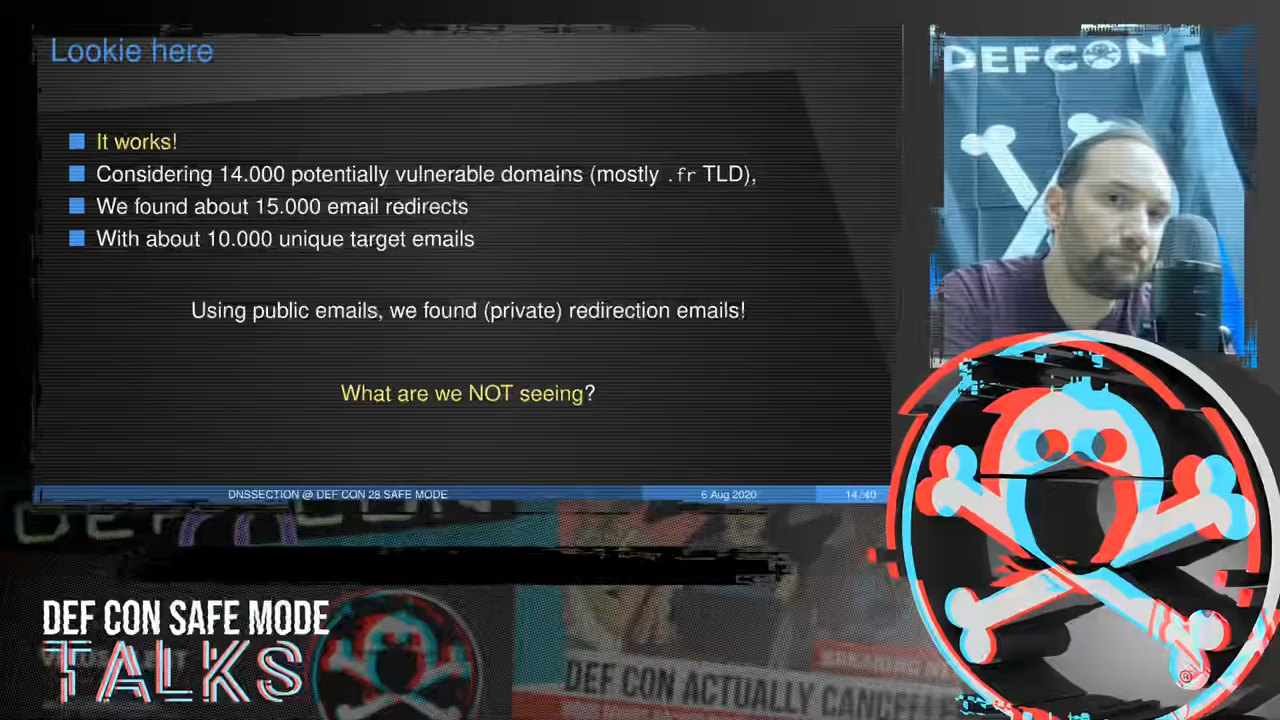 Lookie here
It works!
Considering 14.000 potentially vulnerable domains (mostly .fr TLD),
We found about 15.000 email redirects
With about 10.000 unique target emails
Using public emails, we found (private) redirection emails!
What are we NOT seeing?
DNSSECTION @ DEF CON 28 SAFE MODE
6 Aug 2020
14/40
DEFCON
DEF CON SAFE MODE
TALKS
DEF CON ACTUALLY
®